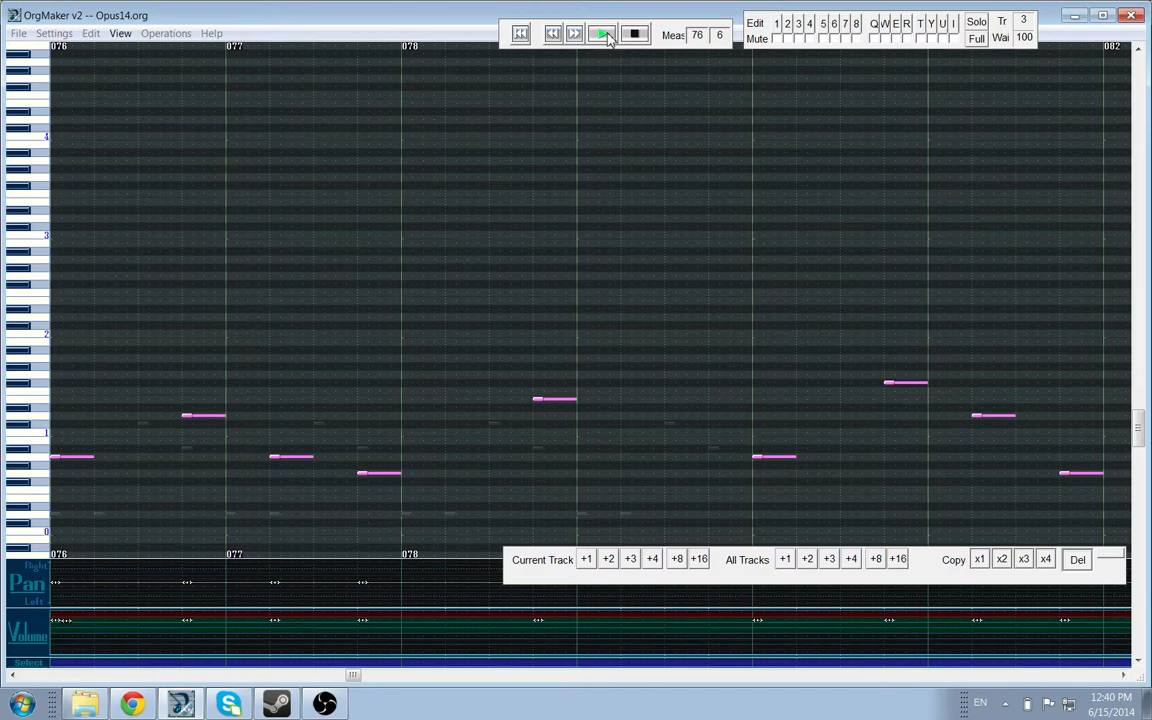 OrgMaker v2 -- Opus14.org
File Settings Edit View Operations Help
Meas 76 6
Edit 1 2 3 4 5 6 7 8 Q W E R T Y U I Solo Tr 3
Mute Full Wai 100
076 077 078 082
4
3
2
1
0
076 077 078
Current Track +1 +2 +3 +4 +8 +16 All Tracks +1 +2 +3 +4 +8 +16 Copy x1 x2 x3 x4 Del
Right
Pan
Left
Volume
Select
EN 12:40 PM
6/15/2014